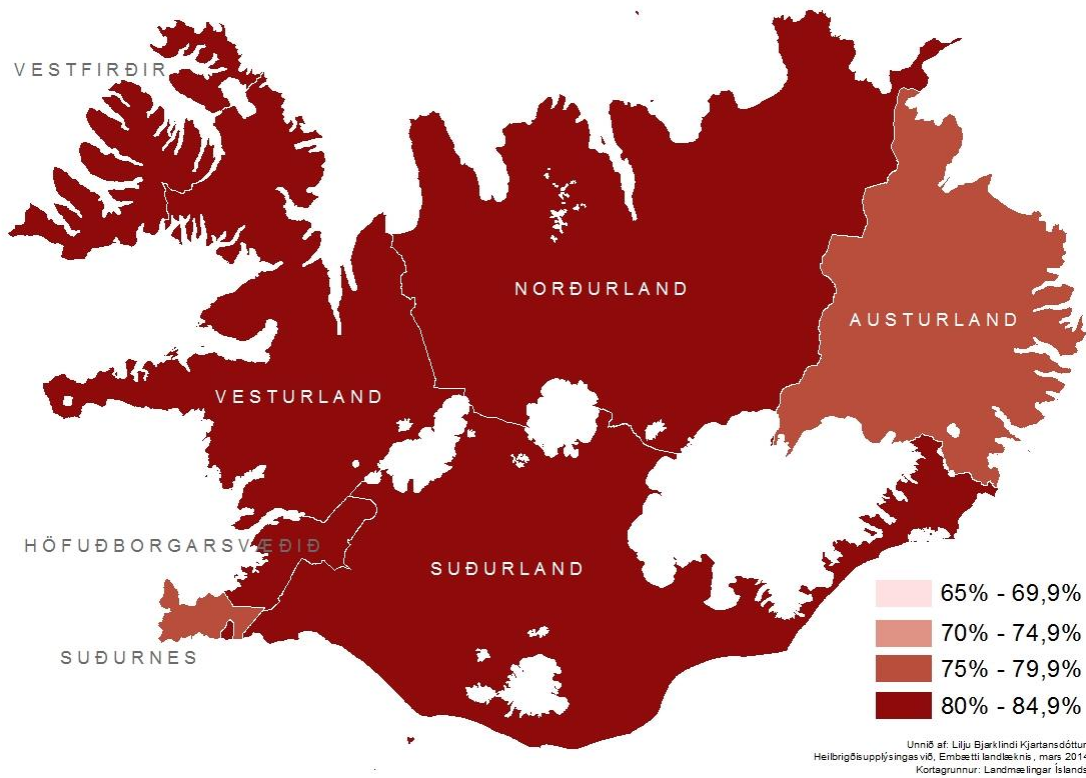 VESTFIRÐIR
NORÐURLAND
AUSTURLAND
VESTURLAND
HÖFUÐBORGARSVÆÐIÐ
SUÐURLAND
SUÐURNES
65% - 69,9%
70% - 74,9%
75% - 79,9%
80% - 84,9%
Unnið af: Lilju Bjarklindi Kjartansdóttur
Heilbrigðisupplýsingasvið, Embætti landlæknis, mars 2014
Kortagrunnur: Landmælingar Íslands